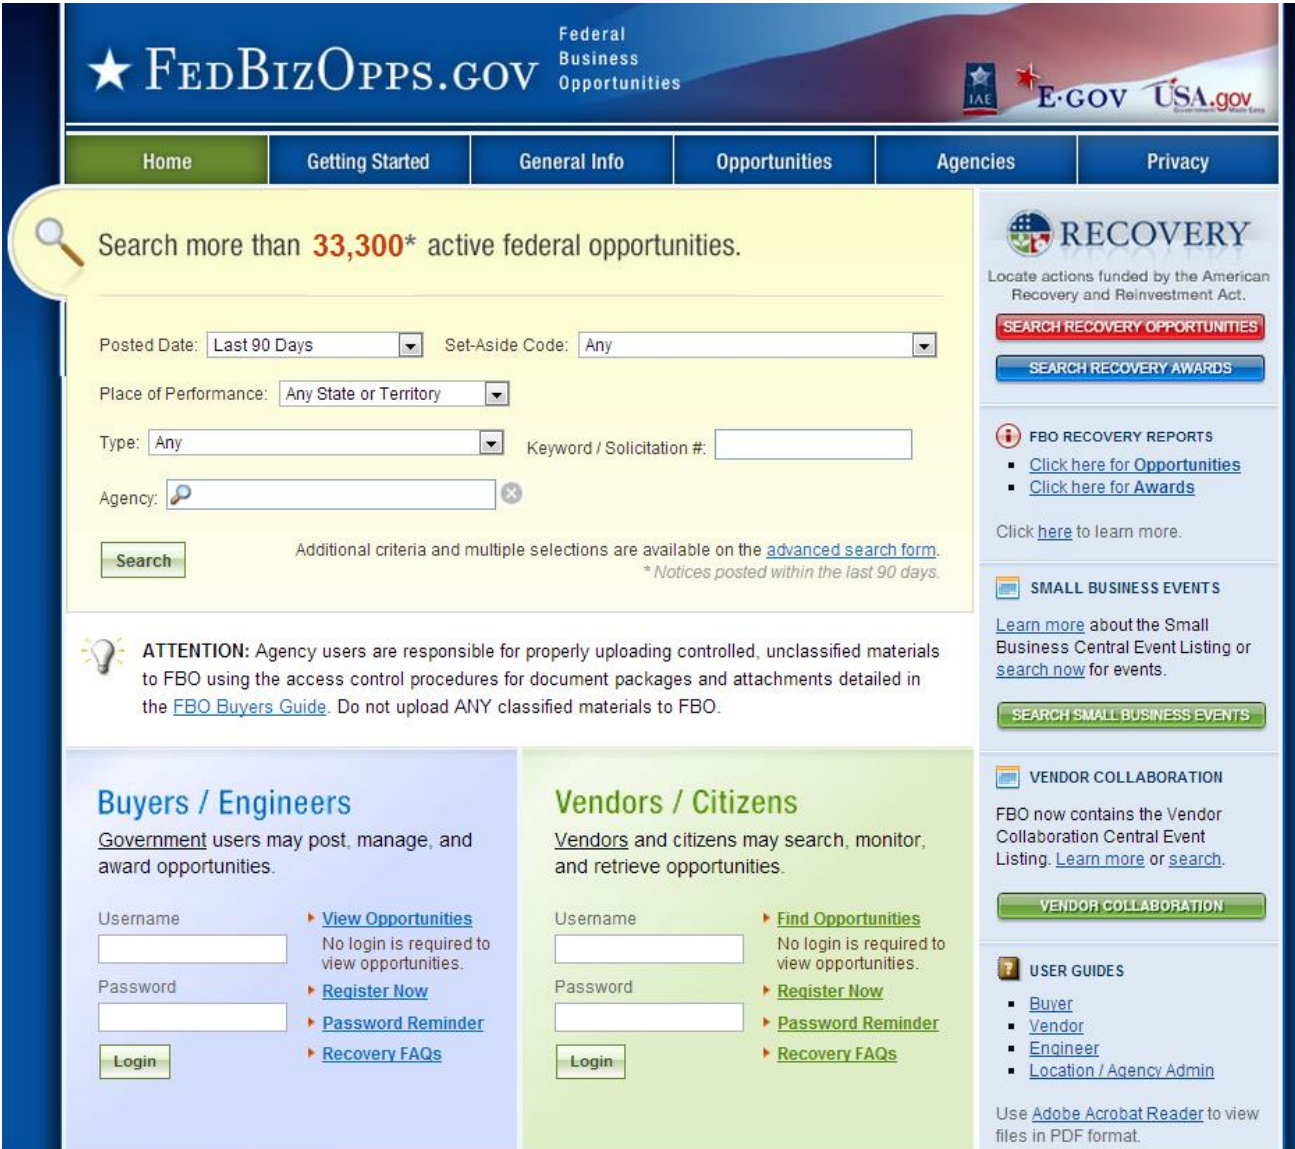 FEDBIZOPPS.GOV
Federal
Business
Opportunities
IAE
E-GOV
USA.gov
Government Made Easy
Home Getting Started General Info Opportunities Agencies Privacy
Search more than 33,300* active federal opportunities.
Posted Date: Last 90 Days Set-Aside Code: Any
Place of Performance: Any State or Territory
Type: Any Keyword / Solicitation #:
Agency:
Search
Additional criteria and multiple selections are available on the advanced search form.
* Notices posted within the last 90 days.
ATTENTION: Agency users are responsible for properly uploading controlled, unclassified materials
to FBO using the access control procedures for document packages and attachments detailed in
the FBO Buyers Guide. Do not upload ANY classified materials to FBO.
Buyers / Engineers
Government users may post, manage, and
award opportunities.
Username
Password
Login
View Opportunities
No login is required to
view opportunities.
Register Now
Password Reminder
Recovery FAQs
Vendors / Citizens
Vendors and citizens may search, monitor,
and retrieve opportunities.
Username
Password
Login
Find Opportunities
No login is required to
view opportunities.
Register Now
Password Reminder
Recovery FAQs
RECOVERY
Locate actions funded by the American
Recovery and Reinvestment Act.
SEARCH RECOVERY OPPORTUNITIES
SEARCH RECOVERY AWARDS
FBO RECOVERY REPORTS
Click here for Opportunities
Click here for Awards
Click here to learn more.
SMALL BUSINESS EVENTS
Learn more about the Small
Business Central Event Listing or
search now for events.
SEARCH SMALL BUSINESS EVENTS
VENDOR COLLABORATION
FBO now contains the Vendor
Collaboration Central Event
Listing. Learn more or search.
VENDOR COLLABORATION
USER GUIDES
Buyer
Vendor
Engineer
Location / Agency Admin
Use Adobe Acrobat Reader to view
files in PDF format.